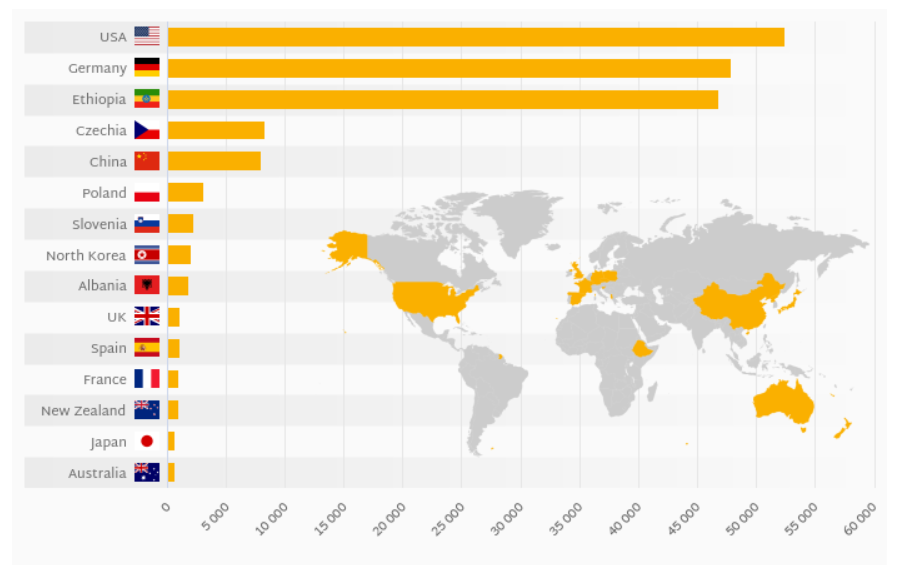 USA
Germany
Ethiopia
Czechia
China
Poland
Slovenia
North Korea
Albania
UK
Spain
France
New Zealand
Japan
Australia
0
5 000
10 000
15 000
20 000
25 000
30 000
35 000
40 000
45 000
50 000
55 000
60 000